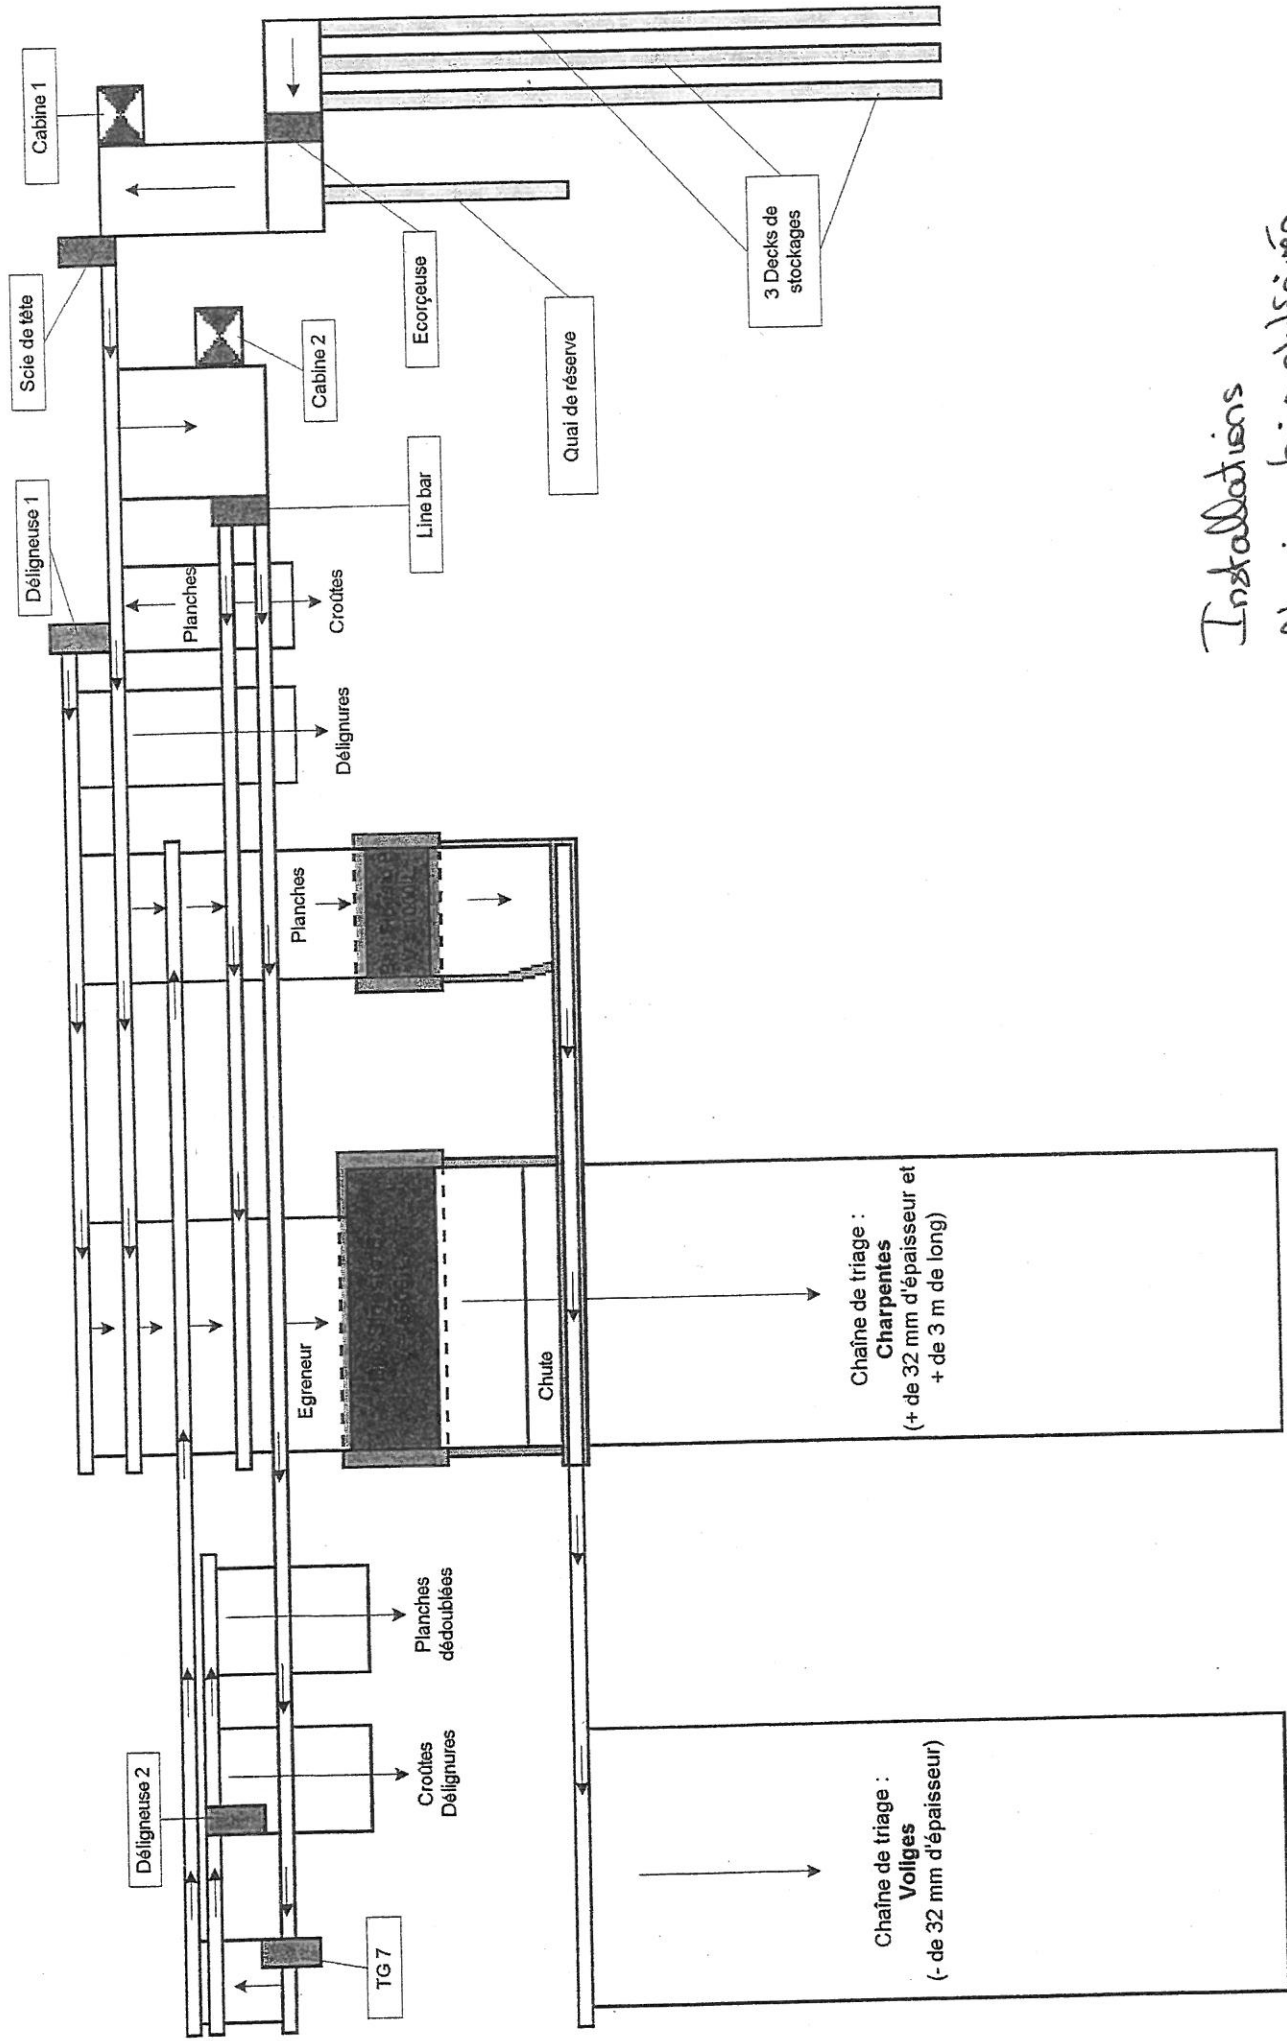 Cabine 1
Scie de tête
Déligneuse 1
Cabine 2
Ecorçeuse
Line bar
Quai de réserve
3 Decks de
stockages
Planches
Croûtes
Délignures
Planches
Egreneur
Chute
Planches
dédoublées
Croûtes
Délignures
Déligneuse 2
TG 7
Chaîne de triage :
Charpentes
(+ de 32 mm d'épaisseur et
+ de 3 m de long)
Chaîne de triage :
Voliges
(- de 32 mm d'épaisseur)
Installations